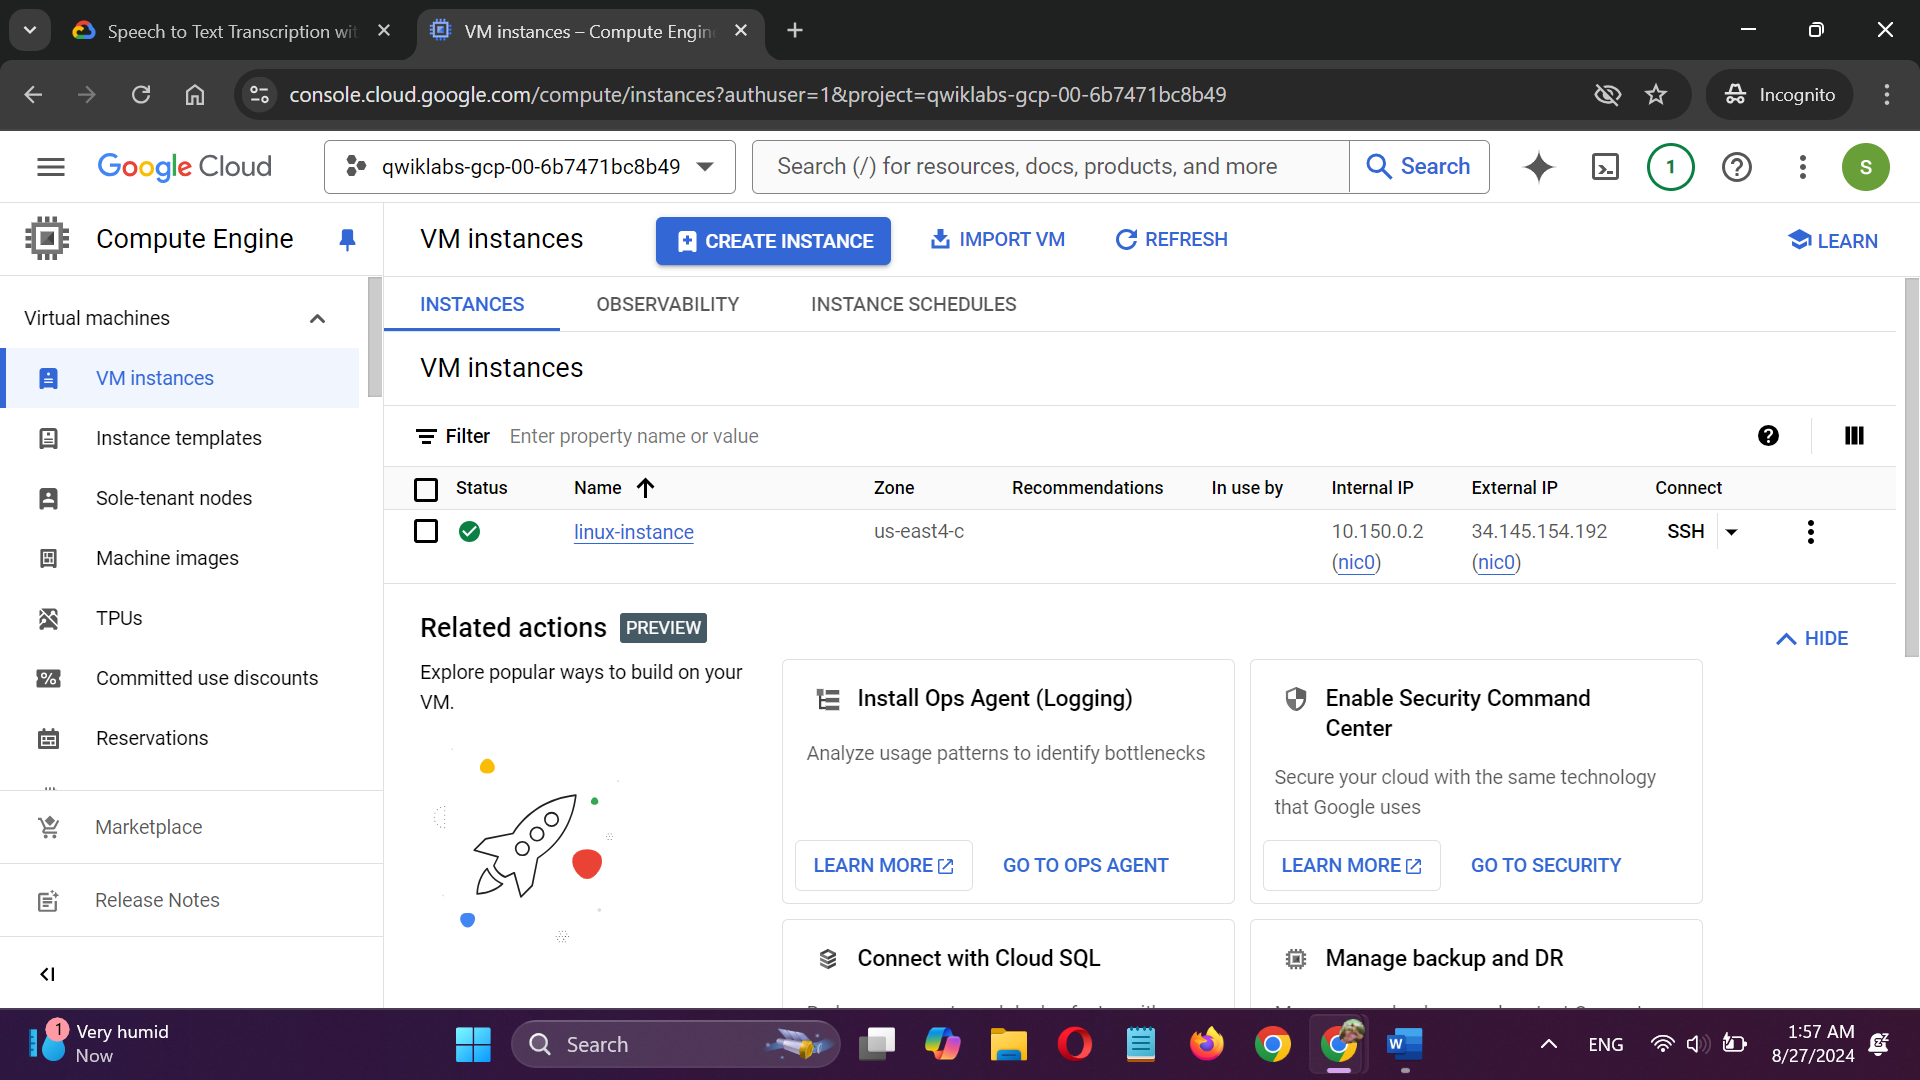 Speech to Text Transcription wit
VM instances – Compute Engin
console.cloud.google.com/compute/instances?authuser=1&project=qwiklabs-gcp-00-6b7471bc8b49
Incognito
Google Cloud
qwiklabs-gcp-00-6b7471bc8b49
Search (/) for resources, docs, products, and more
Search
1
S
Compute Engine
VM instances
CREATE INSTANCE
IMPORT VM
REFRESH
LEARN
Virtual machines
VM instances
Instance templates
Sole-tenant nodes
Machine images
TPUs
Committed use discounts
Reservations
Marketplace
Release Notes
INSTANCES
OBSERVABILITY
INSTANCE SCHEDULES
VM instances
Filter Enter property name or value
Status Name Zone Recommendations In use by Internal IP External IP Connect
linux-instance us-east4-c 10.150.0.2 34.145.154.192 SSH
(nic0) (nic0)
Related actions PREVIEW
HIDE
Explore popular ways to build on your
VM.
Install Ops Agent (Logging)
Analyze usage patterns to identify bottlenecks
LEARN MORE
GO TO OPS AGENT
Enable Security Command
Center
Secure your cloud with the same technology
that Google uses
LEARN MORE
GO TO SECURITY
Connect with Cloud SQL
Manage backup and DR
1
Very humid
Now
Search
ENG
1:57 AM
8/27/2024